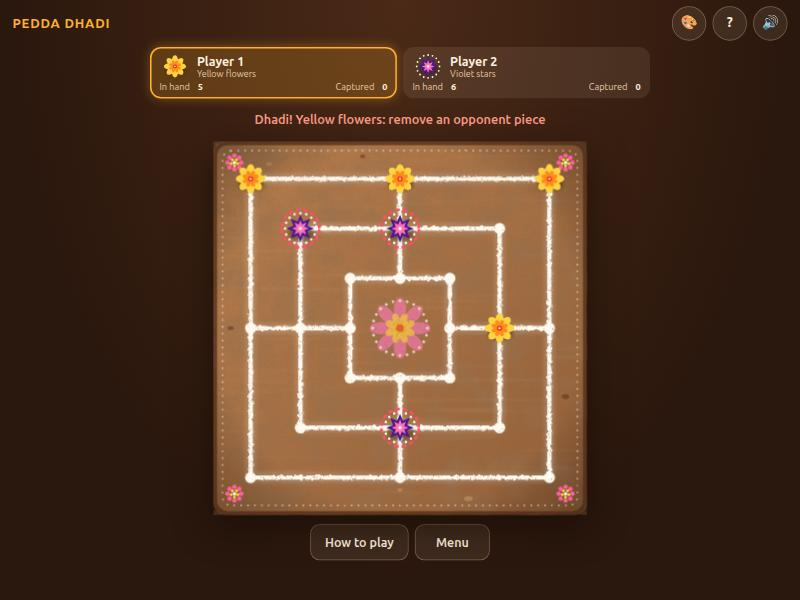 PEDDA DHADI
?
Player 1
Yellow flowers
In hand 5 Captured 0
Player 2
Violet stars
In hand 6 Captured 0
Dhadi! Yellow flowers: remove an opponent piece
How to play
Menu